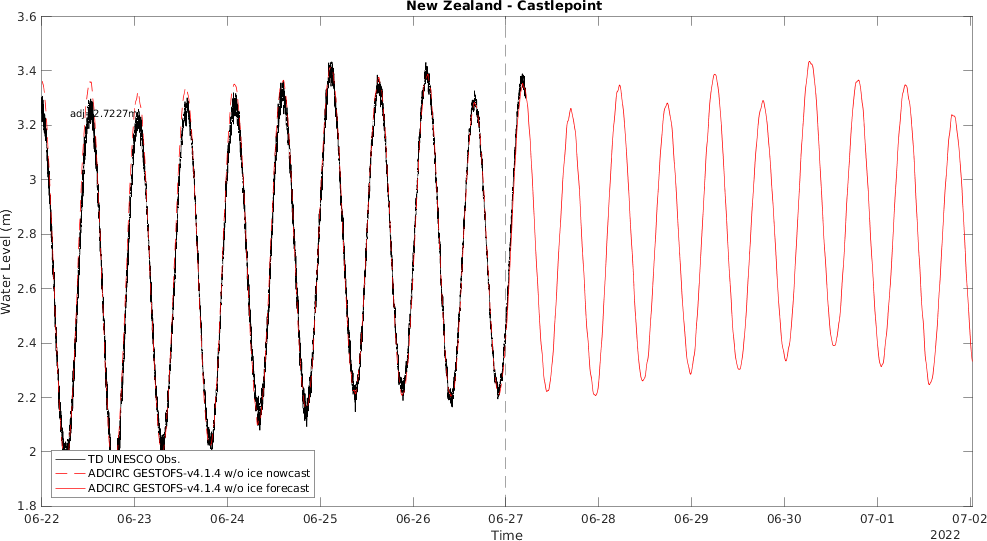 New Zealand - Castlepoint
3.6
3.4
3.2
3
2.8
2.6
2.4
2.2
2
1.8
Water Level (m)
adj=2.7227m
TD UNESCO Obs.
ADCIRC GESTOFS-v4.1.4 w/o ice nowcast
ADCIRC GESTOFS-v4.1.4 w/o ice forecast
06-22 06-23 06-24 06-25 06-26 06-27 06-28 06-29 06-30 07-01 07-02
Time
2022